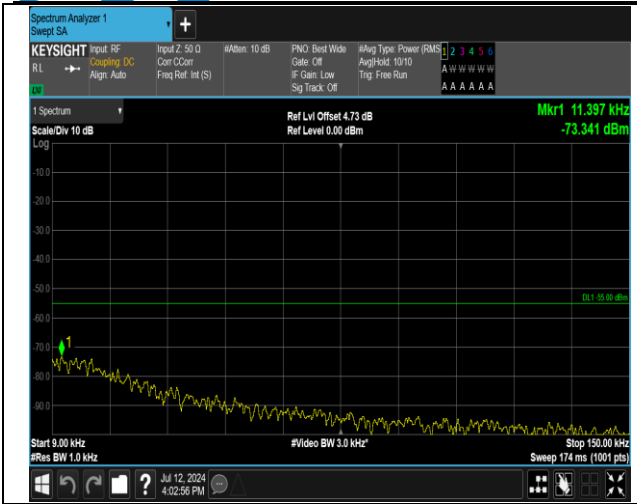 Spectrum Analyzer 1
Swept SA
+
KEYSIGHT Input: RF Input Z: 50 Ω #Atten: 10 dB PNO: Best Wide #Avg Type: Power (RMS 1 2 3 4 5 6
RL Coupling: DC Corr CCorr Gate: Off Avg|Hold: 10/10 A W W W W W
Align: Auto Freq Ref: Int (S) IF Gain: Low Trig: Free Run
Sig Track: Off A A A A A A
1 Spectrum Ref Lvl Offset 4.73 dB Mkr1 11.397 kHz
Scale/Div 10 dB Ref Level 0.00 dBm -73.341 dBm
Log
-10.0
-20.0
-30.0
-40.0
-50.0
DL1 -55.00 dBm
-60.0
1
-70.0
-80.0
-90.0
Start 9.00 kHz #Video BW 3.0 kHz* Stop 150.00 kHz
#Res BW 1.0 kHz Sweep 174 ms (1001 pts)
? Jul 12, 2024
4:02:56 PM